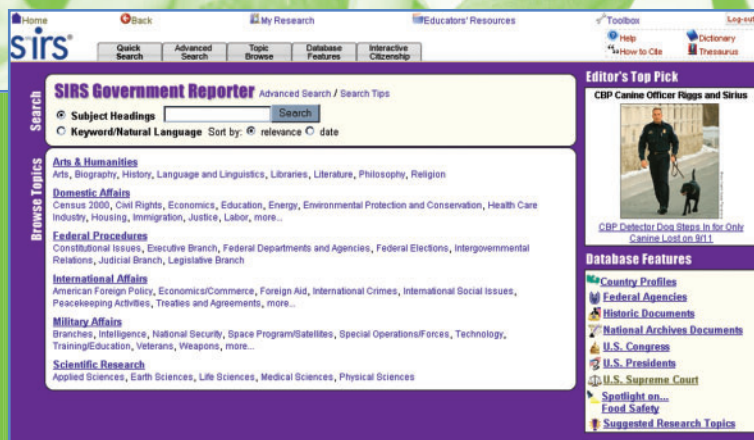 Home Back My Research Educators' Resources Toolbox Log-out
sirs
Quick Search Advanced Search Topic Browse Database Features Interactive Citizenship
Help Dictionary
How to Cite Thesaurus
Search
SIRS Government Reporter Advanced Search / Search Tips
Subject Headings Search
Keyword/Natural Language Sort by: relevance date
Browse Topics
Arts & Humanities
Arts, Biography, History, Language and Linguistics, Libraries, Literature, Philosophy, Religion
Domestic Affairs
Census 2000, Civil Rights, Economics, Education, Energy, Environmental Protection and Conservation, Health Care
Industry, Housing, Immigration, Justice, Labor, more...
Federal Procedures
Constitutional Issues, Executive Branch, Federal Departments and Agencies, Federal Elections, Intergovernmental
Relations, Judicial Branch, Legislative Branch
International Affairs
American Foreign Policy, Economics/Commerce, Foreign Aid, International Crimes, International Social Issues,
Peacekeeping Activities, Treaties and Agreements, more...
Military Affairs
Branches, Intelligence, National Security, Space Program/Satellites, Special Operations/Forces, Technology,
Training/Education, Veterans, Weapons, more...
Scientific Research
Applied Sciences, Earth Sciences, Life Sciences, Medical Sciences, Physical Sciences
Editor's Top Pick
CBP Canine Officer Riggs and Sirius
CBP Detector Dog Steps In for Only
Canine Lost on 9/11
Database Features
Country Profiles
Federal Agencies
Historic Documents
National Archives Documents
U.S. Congress
U.S. Presidents
U.S. Supreme Court
Spotlight on...
Food Safety
Suggested Research Topics